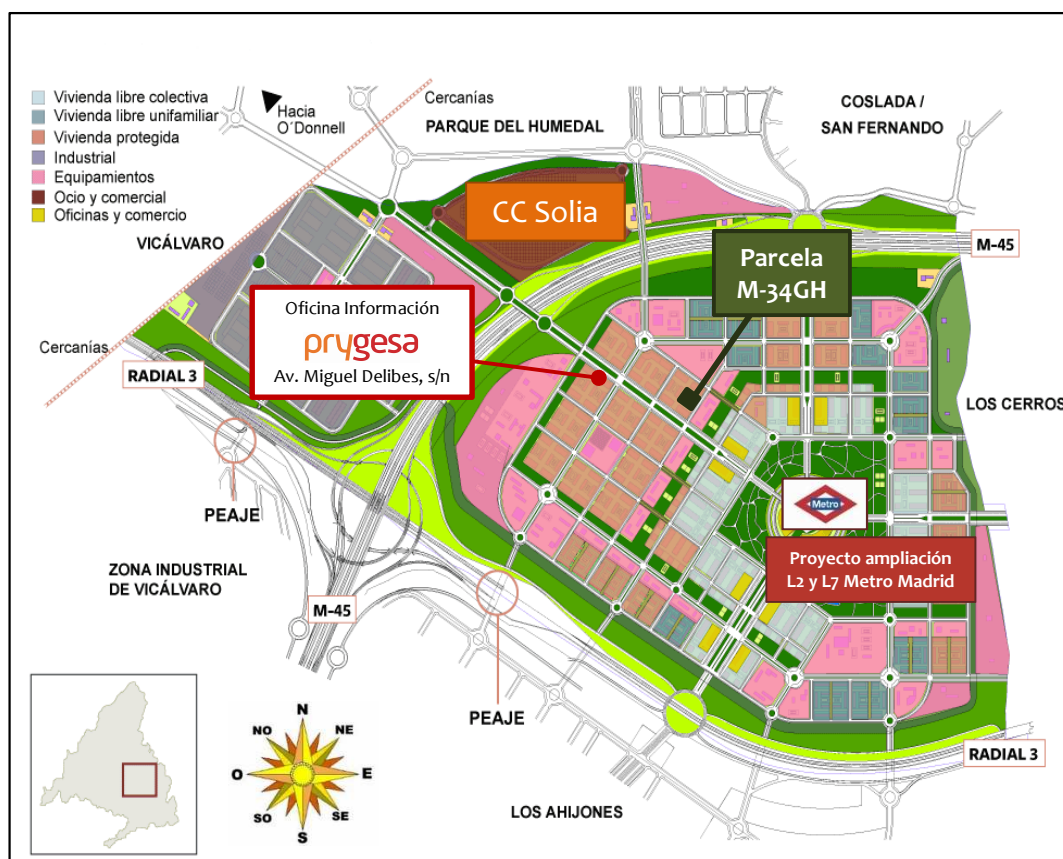 Vivienda libre colectiva
Vivienda libre unifamiliar
Vivienda protegida
Industrial
Equipamientos
Ocio y comercial
Oficinas y comercio
Hacia
O´Donnell
Cercanías
PARQUE DEL HUMEDAL
COSLADA /
SAN FERNANDO
VICÁLVARO
CC Solia
M-45
Parcela
M-34GH
Oficina Información
prygesa
Av. Miguel Delibes, s/n
Cercanías
RADIAL 3
LOS CERROS
PEAJE
Metro
Proyecto ampliación
L2 y L7 Metro Madrid
ZONA INDUSTRIAL
DE VICÁLVARO
M-45
PEAJE
RADIAL 3
LOS AHIJONES
N
NO
NE
O
E
SO
SE
S